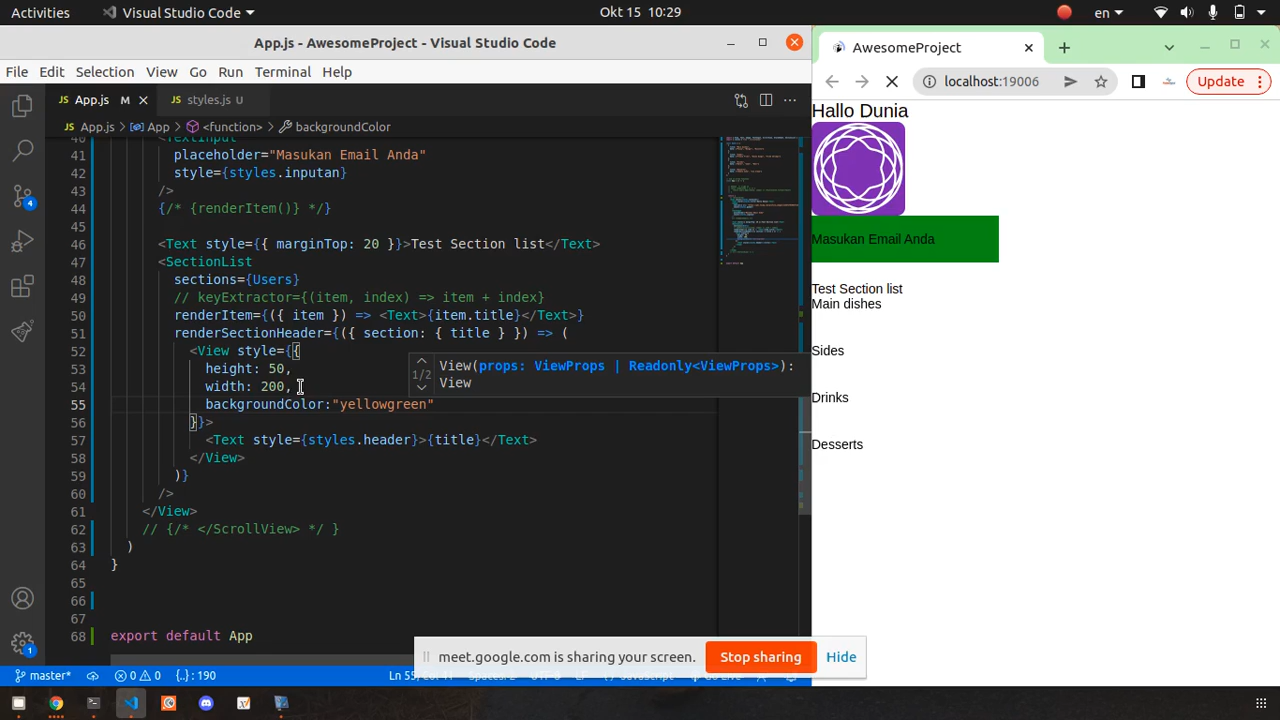 Activities
Visual Studio Code
Okt 15 10:29
en
App.js - AwesomeProject - Visual Studio Code
File Edit Selection View Go Run Terminal Help
JS App.js M
JS styles.js U
JS App.js > App > <function> > backgroundColor
40 <TextInput
41 placeholder="Masukan Email Anda"
42 style={styles.inputan}
43 />
44 {/* {renderItem()} */}
45
46 <Text style={{ marginTop: 20 }}>Test Section list</Text>
47 <SectionList
48 sections={Users}
49 // keyExtractor={(item, index) => item + index}
50 renderItem={({ item }) => <Text>{item.title}</Text>}
51 renderSectionHeader={({ section: { title } }) => (
52 <View style={{
53 height: 50,
54 width: 200,
55 backgroundColor:"yellowgreen"
56 }}>
57 <Text style={styles.header}>{title}</Text>
58 </View>
59 )}
60 />
61 </View>
62 // {/* </ScrollView> */ }
63 )
64 }
65
66
67
68 export default App
1/2
View(props: ViewProps | Readonly<ViewProps>):
View
4
1
master*
0 0
{..} : 190
meet.google.com is sharing your screen.
Stop sharing
Hide
AwesomeProject
localhost:19006
Update
Hallo Dunia
Masukan Email Anda
Test Section list
Main dishes
Sides
Drinks
Desserts